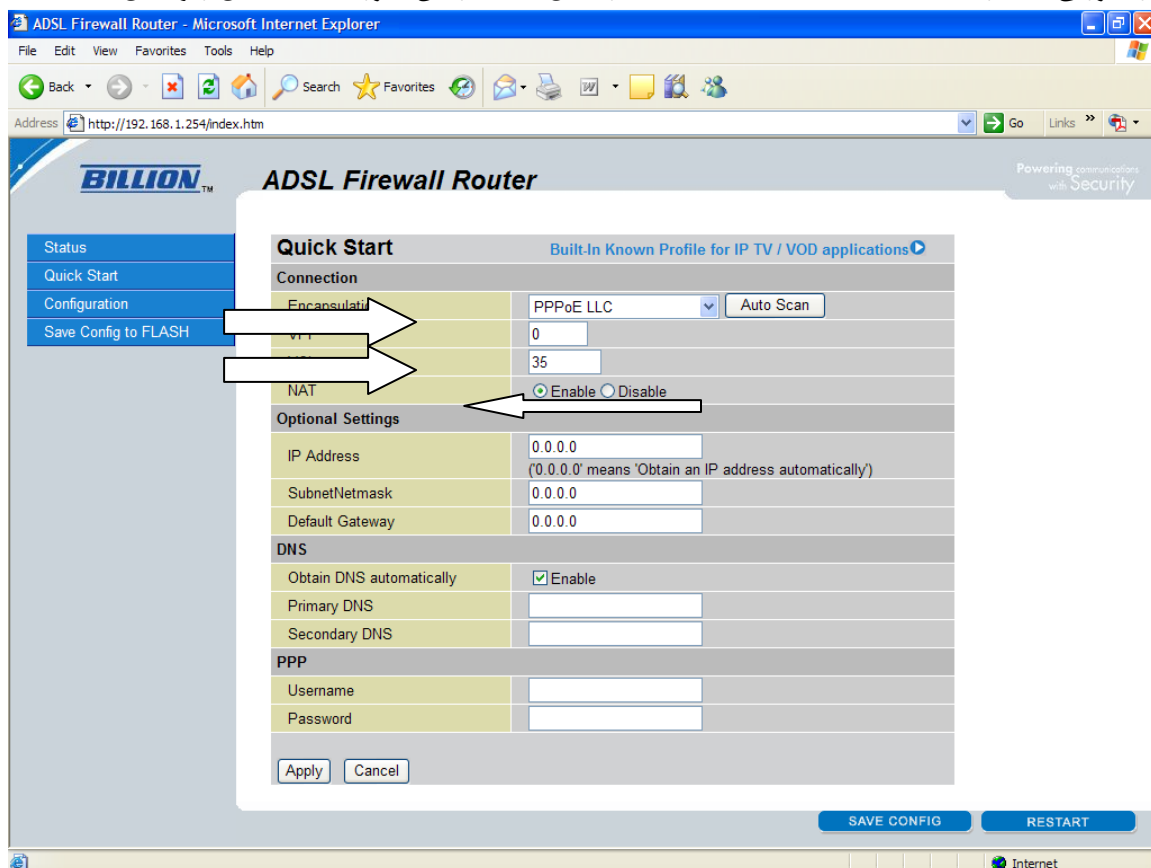 ADSL Firewall Router - Microsoft Internet Explorer
File Edit View Favorites Tools Help
Back Search Favorites
Address http://192.168.1.254/index.htm Go Links »
BILLION TM ADSL Firewall Router
Powering communications
with Security
Status
Quick Start
Configuration
Save Config to FLASH
Quick Start Built-In Known Profile for IP TV / VOD applications
Connection
PPPoE LLC Auto Scan
0
35
NAT Enable Disable
Optional Settings
IP Address 0.0.0.0
('0.0.0.0' means 'Obtain an IP address automatically')
SubnetNetmask 0.0.0.0
Default Gateway 0.0.0.0
DNS
Obtain DNS automatically Enable
Primary DNS
Secondary DNS
PPP
Username
Password
Apply Cancel
SAVE CONFIG RESTART
Internet